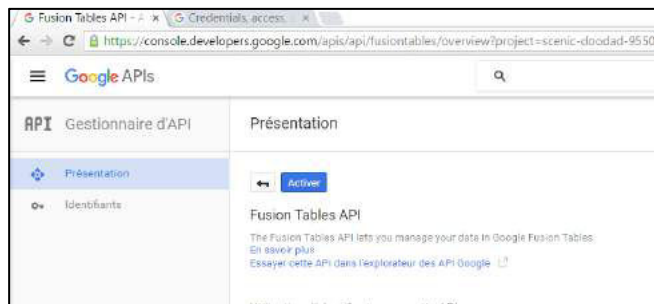 G Fusion Tables API - A × G Credentials, access, ×
https://console.developers.google.com/apis/api/fusiontables/overview?project=scenic-doodad-9550
Google APIs
API Gestionnaire d'API
Présentation
Présentation
Activer
Identifiants
Fusion Tables API
The Fusion Tables API lets you manage your data in Google Fusion Tables.
En savoir plus
Essayer cette API dans l'explorateur des API Google